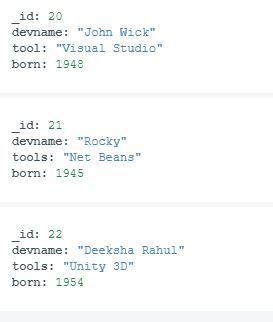 _id: 20
devname: "John Wick"
tool: "Visual Studio"
born: 1948
_id: 21
devname: "Rocky"
tools: "Net Beans"
born: 1945
_id: 22
devname: "Deeksha Rahul"
tools: "Unity 3D"
born: 1954